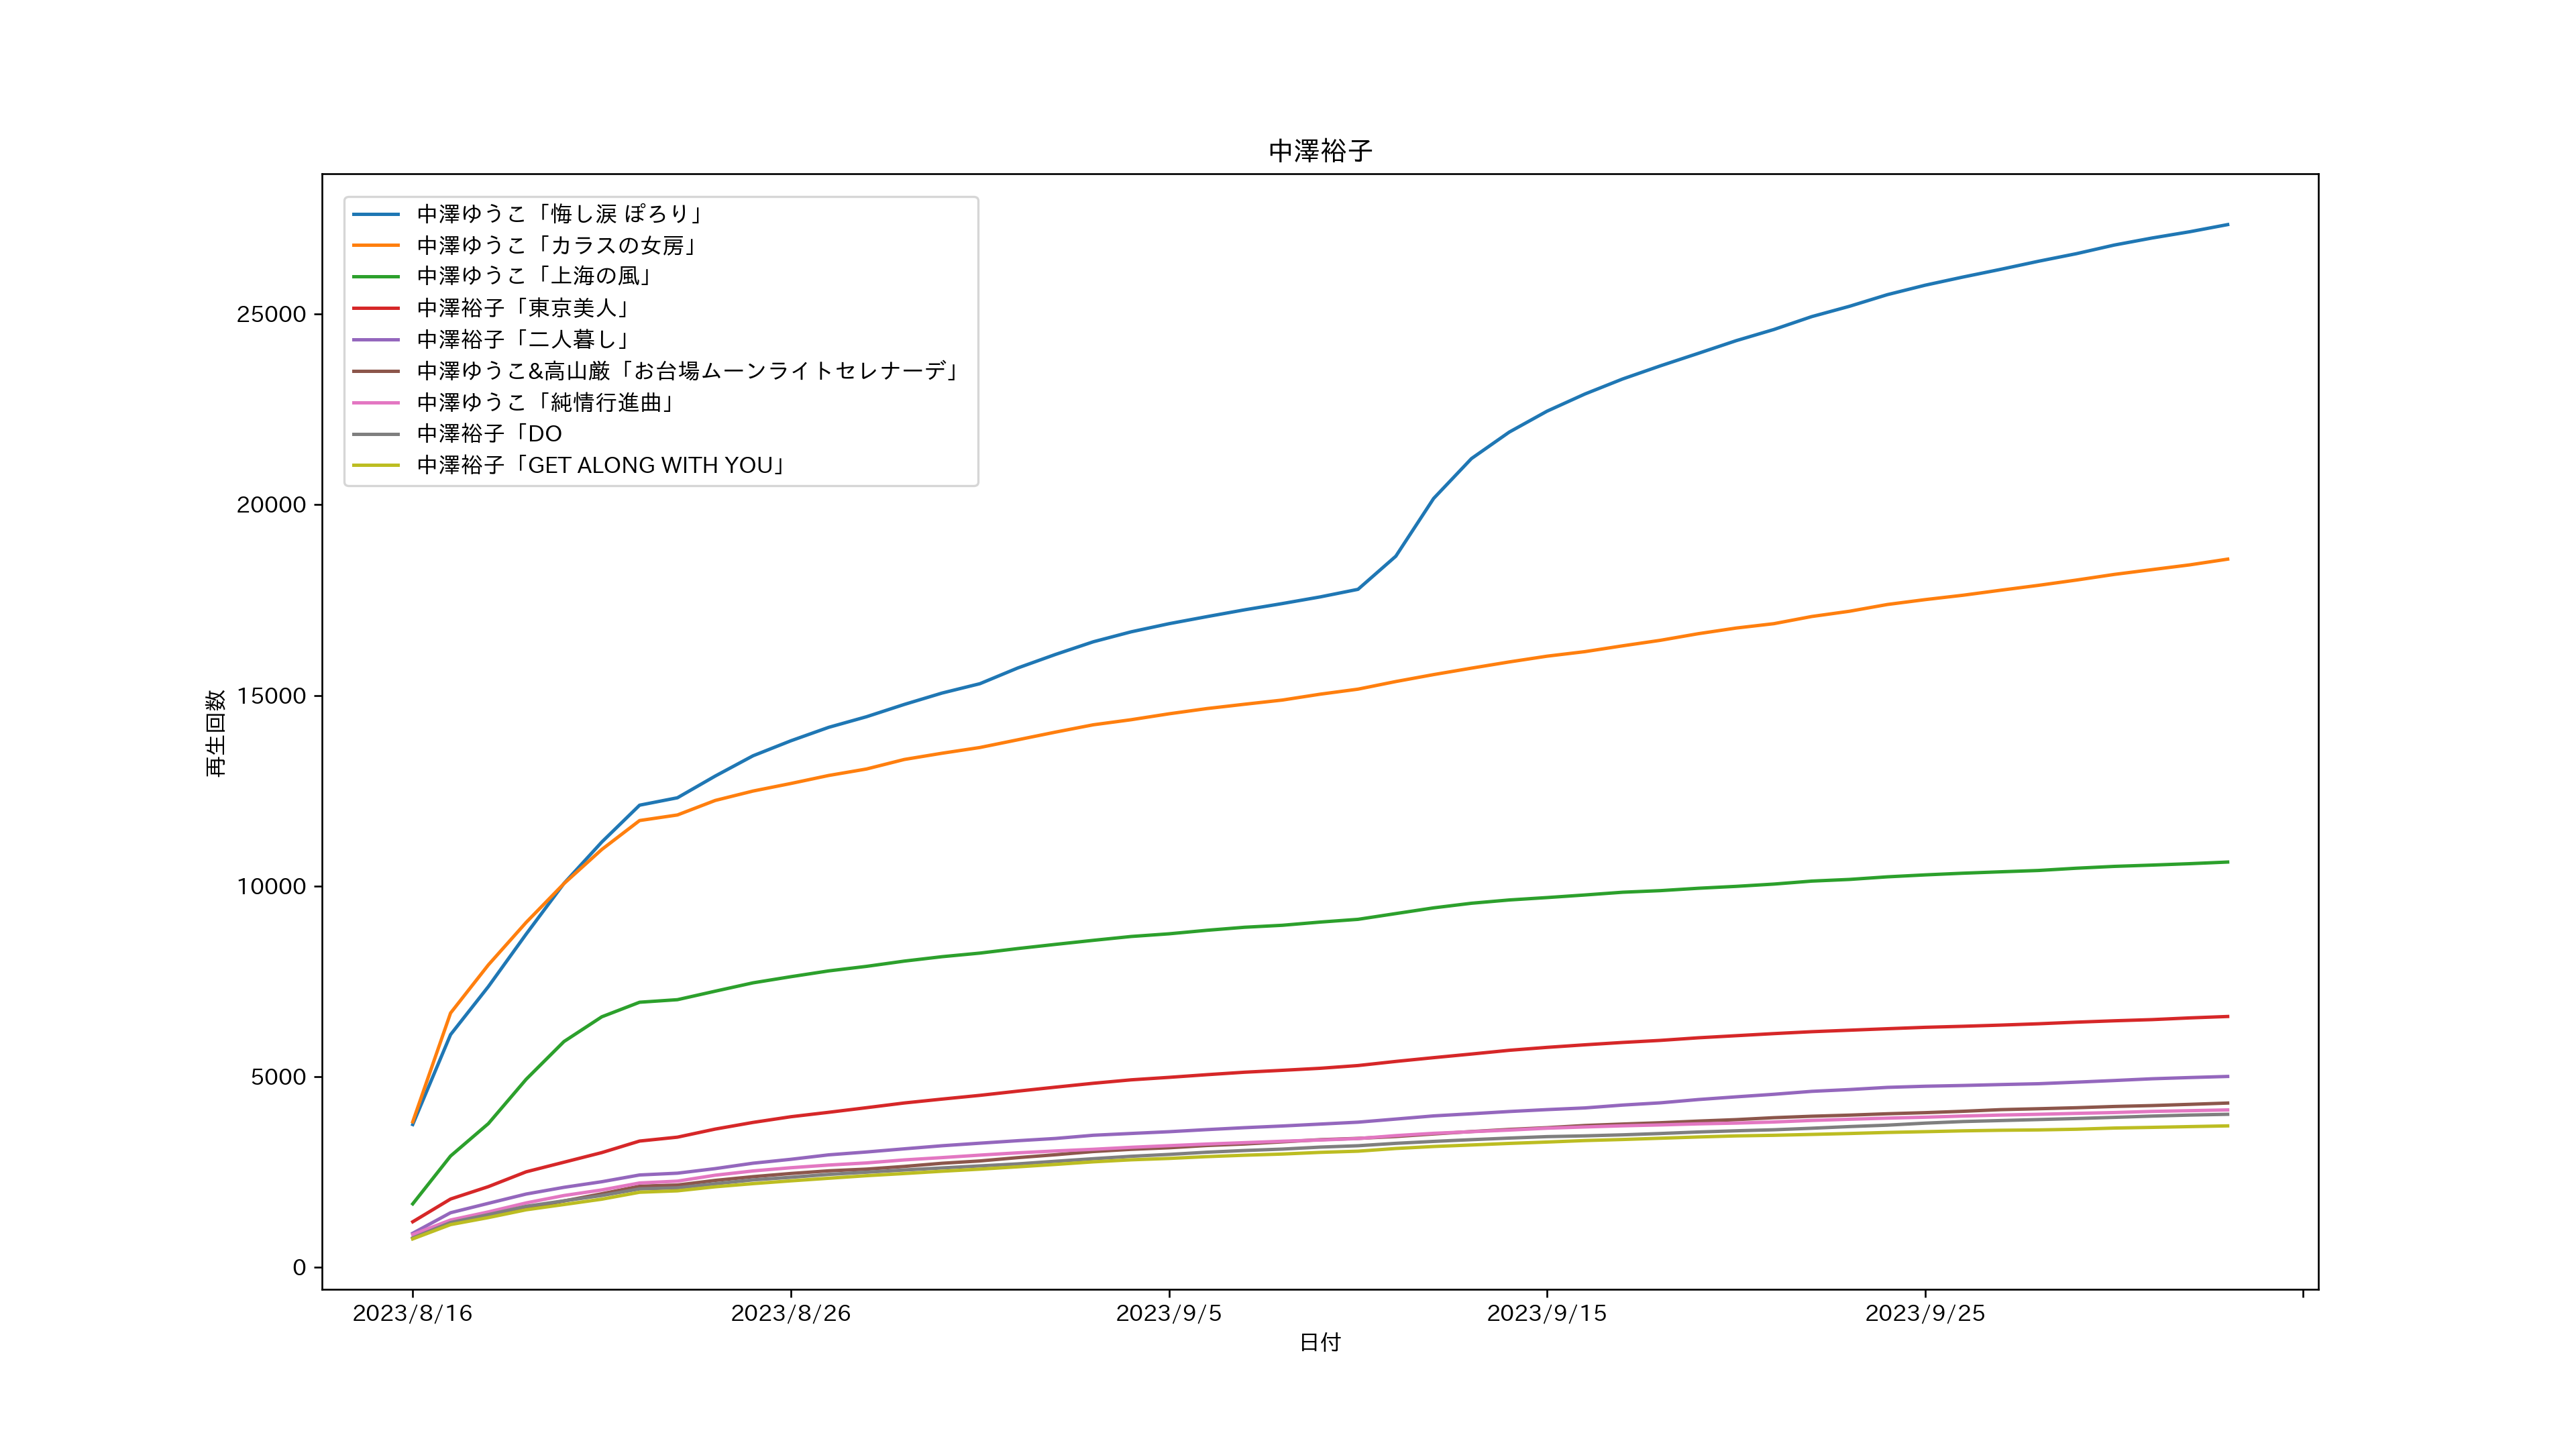 中澤裕子
中澤ゆうこ「悔し涙 ぽろり」
中澤ゆうこ「カラスの女房」
中澤ゆうこ「上海の風」
中澤裕子「東京美人」
中澤裕子「二人暮し」
中澤ゆうこ&高山厳「お台場ムーンライトセレナーデ」
中澤ゆうこ「純情行進曲」
中澤裕子「DO
中澤裕子「GET ALONG WITH YOU」
再生回数
25000
20000
15000
10000
5000
0
2023/8/16 2023/8/26 2023/9/5 2023/9/15 2023/9/25
日付